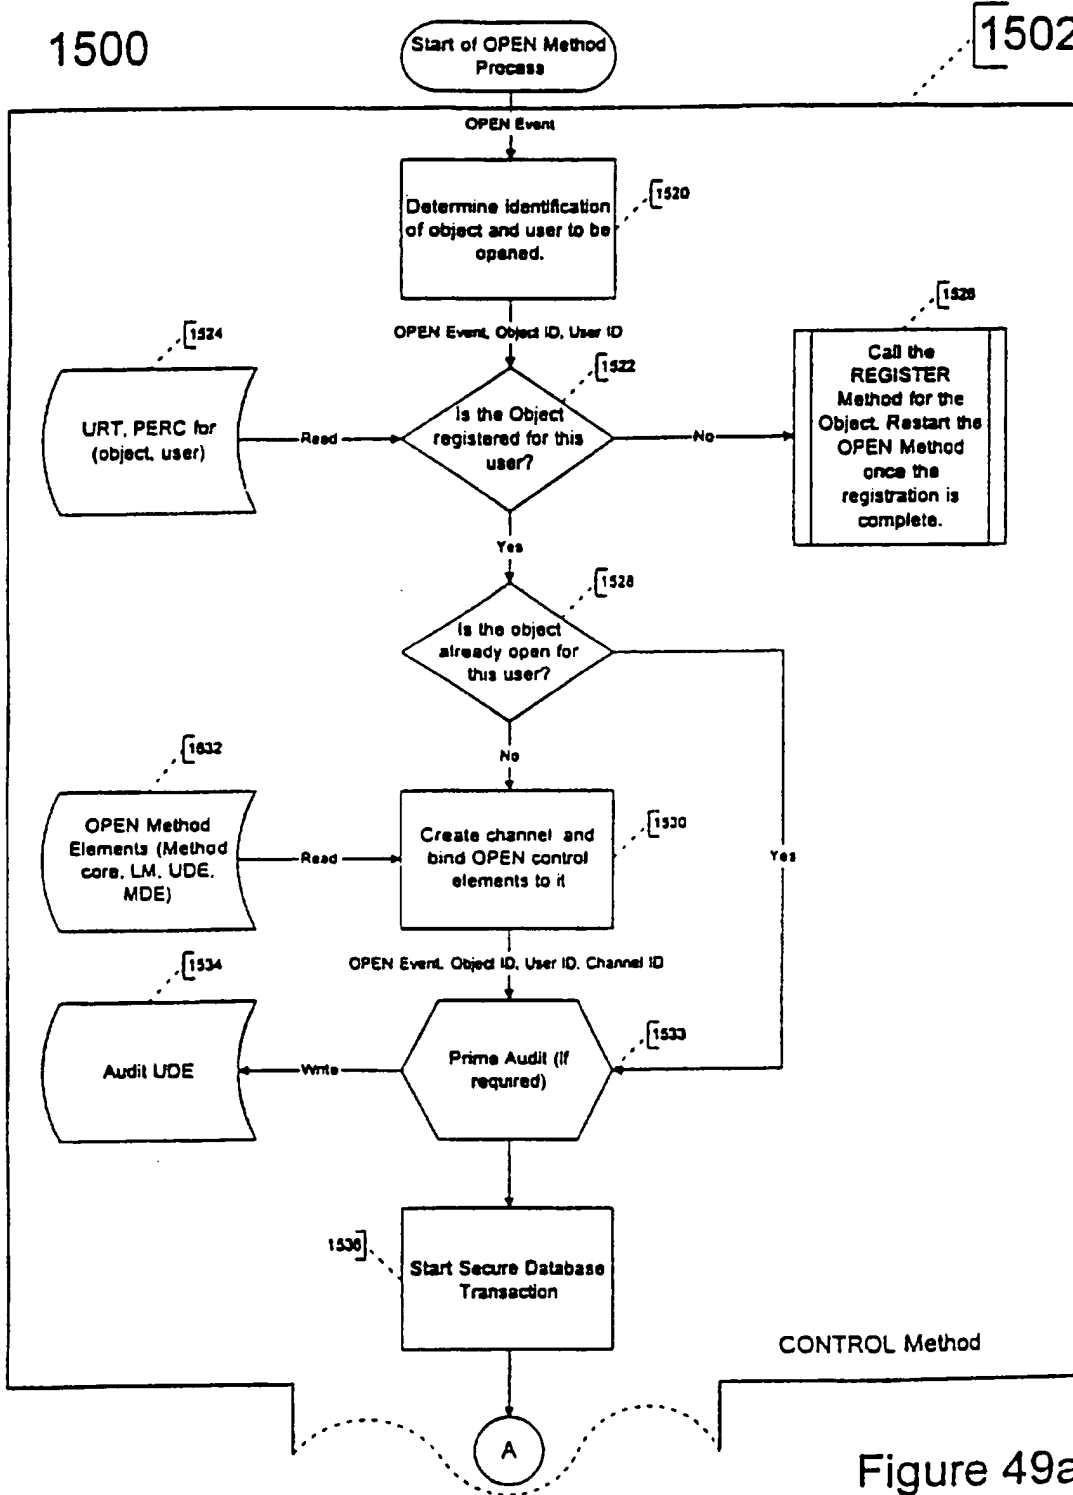 1500
1502
Start of OPEN Method
Process
OPEN Event
1520
Determine identification
of object and user to be
opened.
OPEN Event, Object ID, User ID
1524
1522
1526
URT, PERC for
(object, user)
Read
Is the Object
registered for this
user?
No
Call the
REGISTER
Method for the
Object. Restart the
OPEN Method
once the
registration is
complete.
Yes
1528
Is the object
already open for
this user?
No
Yes
1532
OPEN Method
Elements (Method
core, LM, UDE,
MDE)
Read
1530
Create channel and
bind OPEN control
elements to it
OPEN Event, Object ID, User ID, Channel ID
1534
1533
Audit UDE
Write
Prime Audit (if
required)
1536
Start Secure Database
Transaction
CONTROL Method
A
Figure 49a